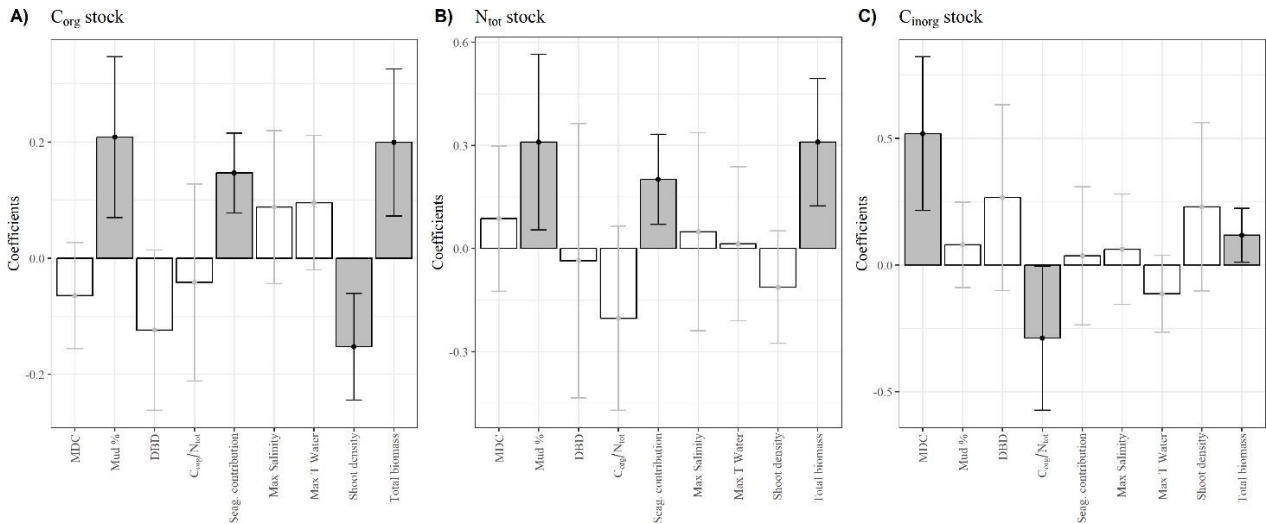 A) Corg stock
B) Ntot stock
C) Cinorg stock
Coefficients
0.2
0.0
-0.2
MDC
Mud %
DBD
Corg/Ntot
Seag. contribution
Max Salinity
Max T Water
Shoot density
Total biomass
Coefficients
0.6
0.3
0.0
-0.3
MDC
Mud %
DBD
Corg/Ntot
Seag. contribution
Max Salinity
Max T Water
Shoot density
Total biomass
Coefficients
0.5
0.0
-0.5
MDC
Mud %
DBD
Corg/Ntot
Seag. contribution
Max Salinity
Max T Water
Shoot density
Total biomass